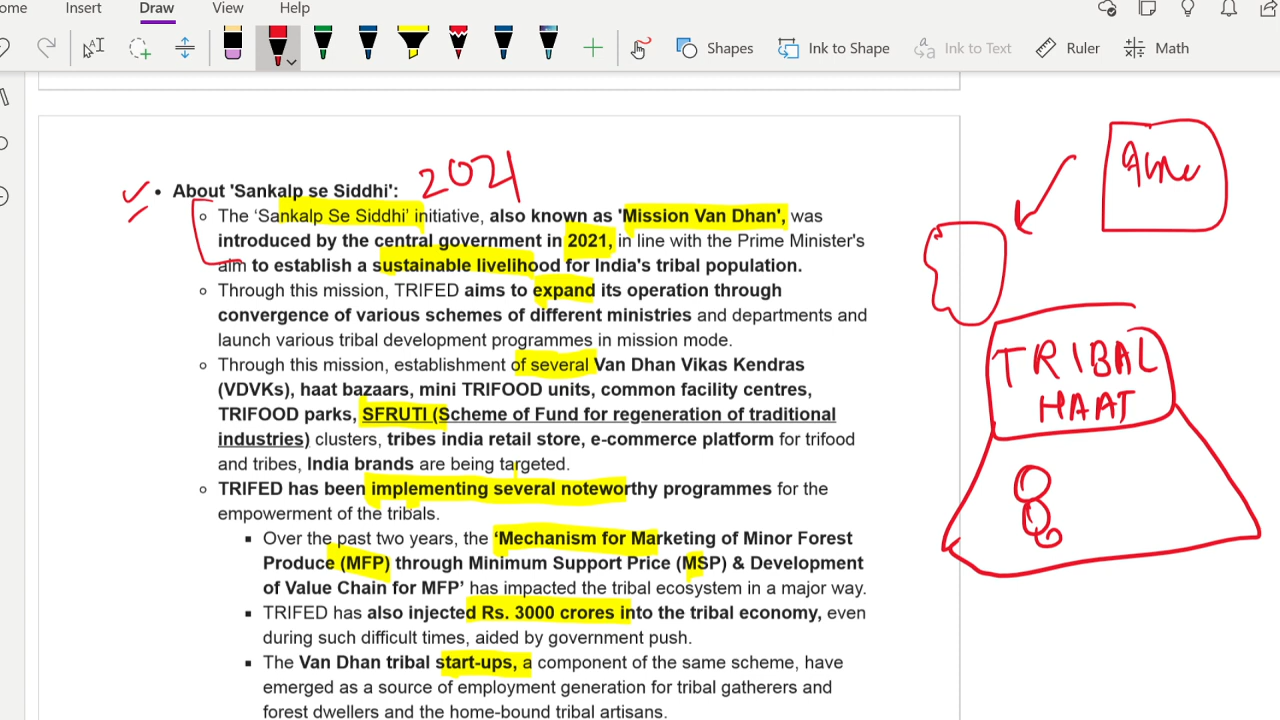 ome Insert Draw View Help
Shapes Ink to Shape Ink to Text Ruler Math
2021
• About 'Sankalp se Siddhi':
The ‘Sankalp Se Siddhi’ initiative, also known as 'Mission Van Dhan', was
introduced by the central government in 2021, in line with the Prime Minister's
aim to establish a sustainable livelihood for India's tribal population.
Through this mission, TRIFED aims to expand its operation through
convergence of various schemes of different ministries and departments and
launch various tribal development programmes in mission mode.
Through this mission, establishment of several Van Dhan Vikas Kendras
(VDVKs), haat bazaars, mini TRIFOOD units, common facility centres,
TRIFOOD parks, SFRUTI (Scheme of Fund for regeneration of traditional
industries) clusters, tribes india retail store, e-commerce platform for trifood
and tribes, India brands are being targeted.
TRIFED has been implementing several noteworthy programmes for the
empowerment of the tribals.
Over the past two years, the ‘Mechanism for Marketing of Minor Forest
Produce (MFP) through Minimum Support Price (MSP) & Development
of Value Chain for MFP’ has impacted the tribal ecosystem in a major way.
TRIFED has also injected Rs. 3000 crores into the tribal economy, even
during such difficult times, aided by government push.
The Van Dhan tribal start-ups, a component of the same scheme, have
emerged as a source of employment generation for tribal gatherers and
forest dwellers and the home-bound tribal artisans.
TRIBAL
HAAT